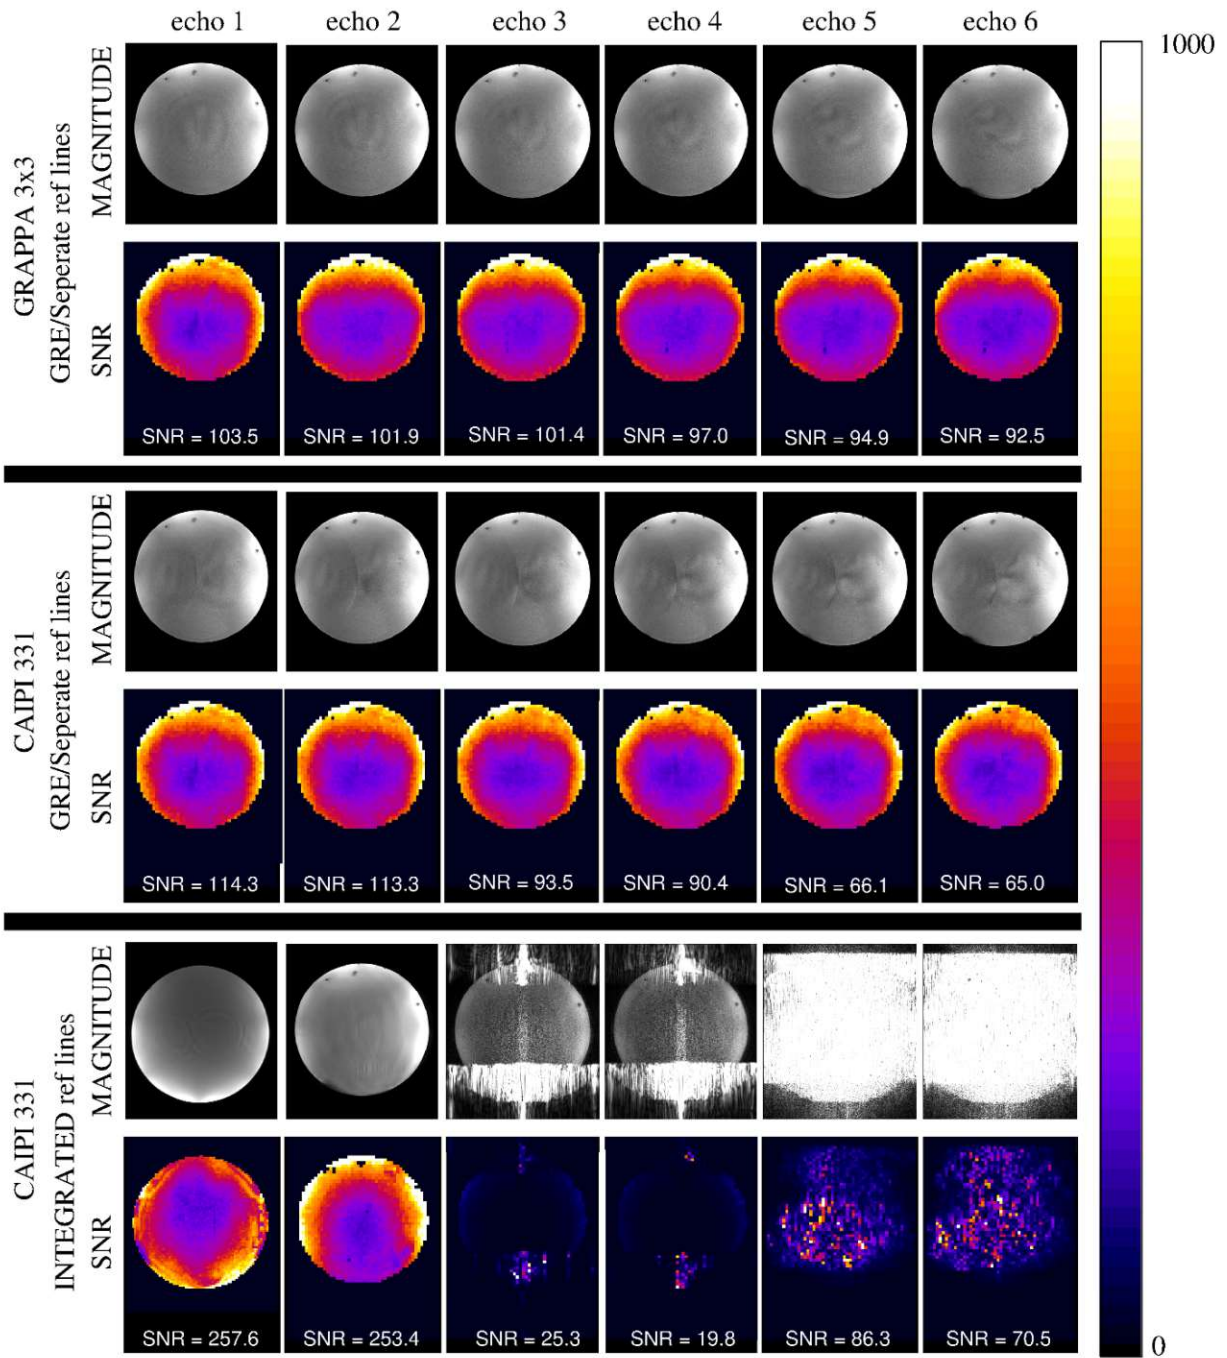 echo 1 echo 2 echo 3 echo 4 echo 5 echo 6
1000
GRAPPA 3x3
GRE/Seperate ref lines
MAGNITUDE
SNR
SNR = 103.5 SNR = 101.9 SNR = 101.4 SNR = 97.0 SNR = 94.9 SNR = 92.5
CAIPI 331
GRE/Seperate ref lines
MAGNITUDE
SNR
SNR = 114.3 SNR = 113.3 SNR = 93.5 SNR = 90.4 SNR = 66.1 SNR = 65.0
CAIPI 331
INTEGRATED ref lines
MAGNITUDE
SNR
SNR = 257.6 SNR = 253.4 SNR = 25.3 SNR = 19.8 SNR = 86.3 SNR = 70.5
0